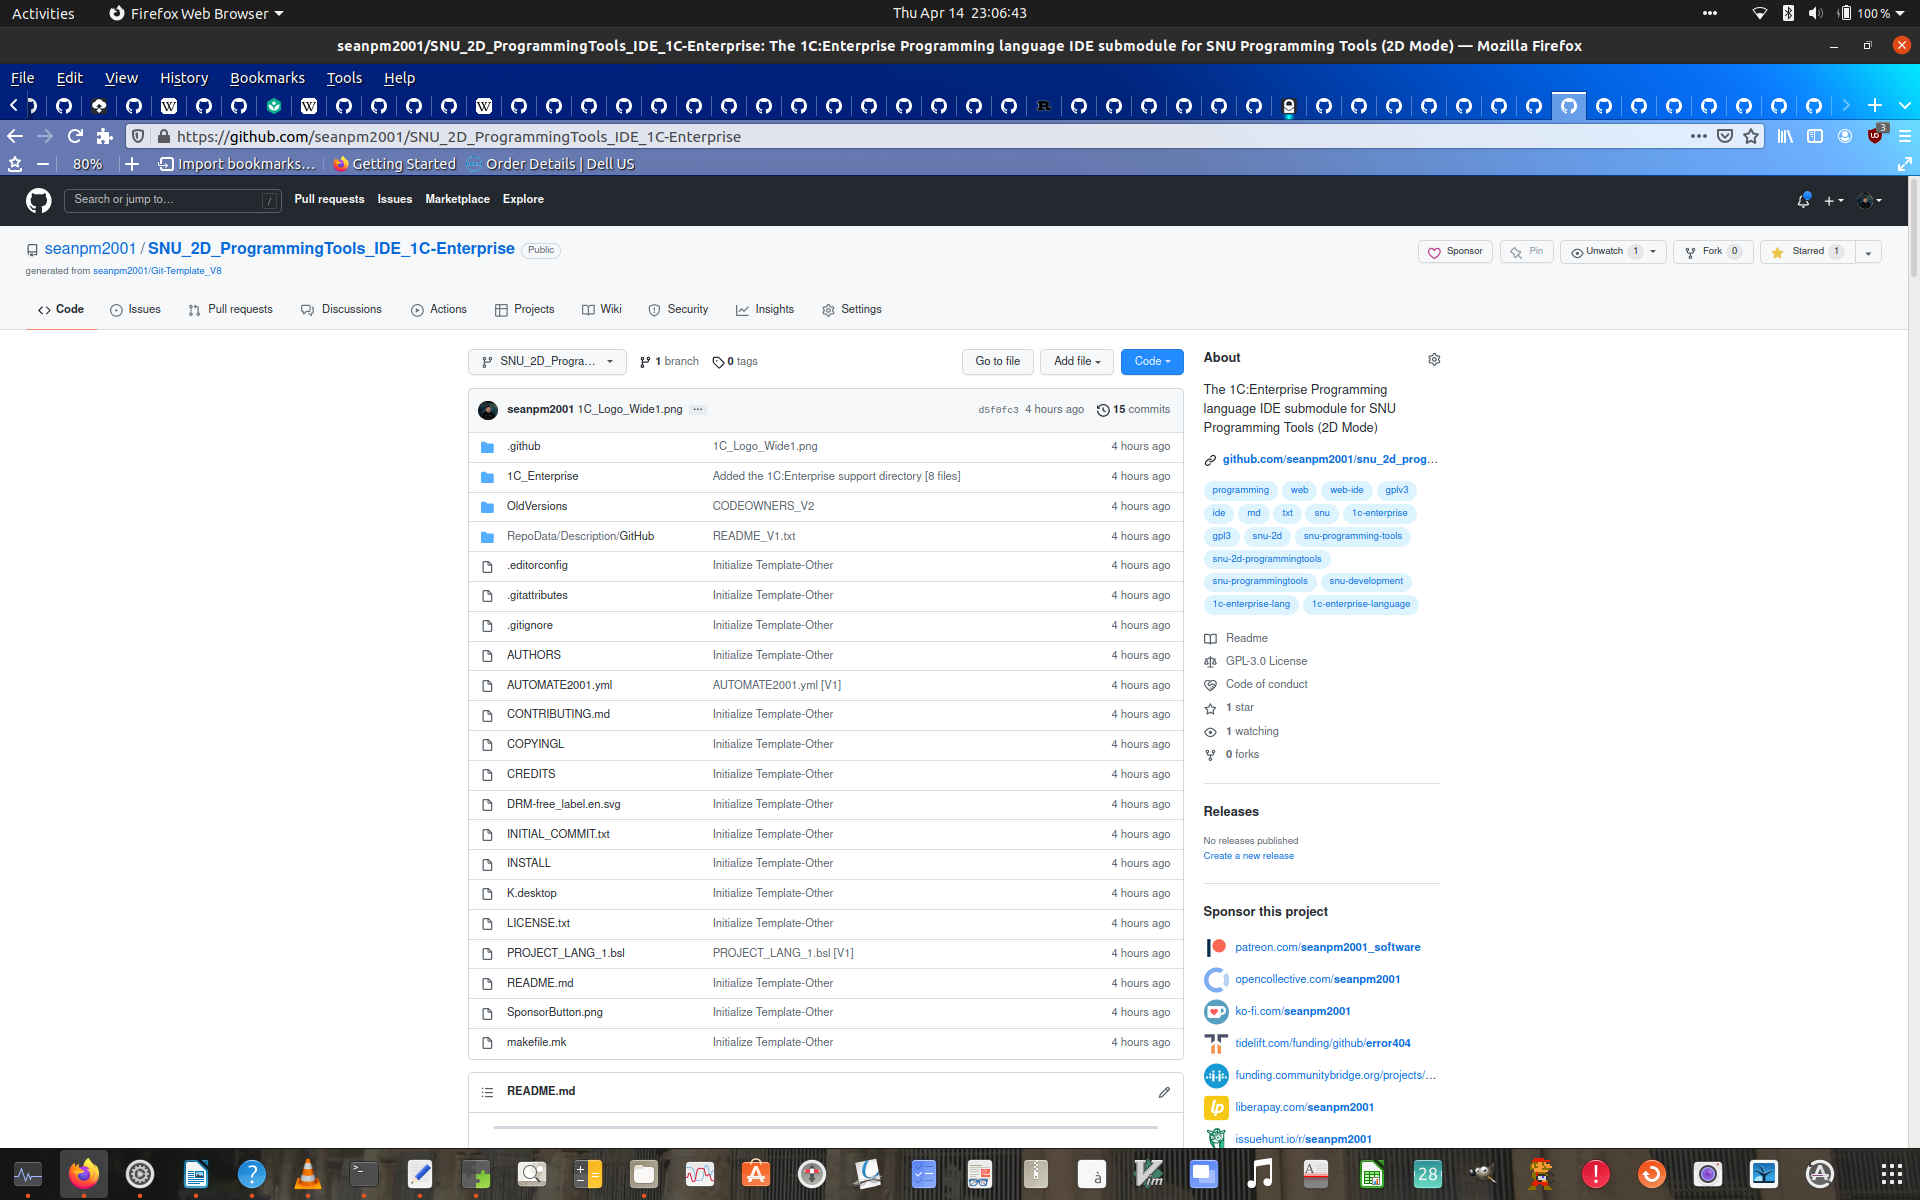 Activities Firefox Web Browser Thu Apr 14 23:06:43 100 %
seanpm2001/SNU_2D_ProgrammingTools_IDE_1C-Enterprise: The 1C:Enterprise Programming language IDE submodule for SNU Programming Tools (2D Mode) — Mozilla Firefox
File Edit View History Bookmarks Tools Help
https://github.com/seanpm2001/SNU_2D_ProgrammingTools_IDE_1C-Enterprise 3
80% Import bookmarks... Getting Started Order Details | Dell US
Search or jump to... / Pull requests Issues Marketplace Explore
seanpm2001 / SNU_2D_ProgrammingTools_IDE_1C-Enterprise Public Sponsor Pin Unwatch 1 Fork 0 Starred 1
generated from seanpm2001/Git-Template_V8
Code Issues Pull requests Discussions Actions Projects Wiki Security Insights Settings
SNU_2D_Progra... 1 branch 0 tags Go to file Add file Code
seanpm2001 1C_Logo_Wide1.png ... d5f0fc3 4 hours ago 15 commits
.github 1C_Logo_Wide1.png 4 hours ago
1C_Enterprise Added the 1C:Enterprise support directory [8 files] 4 hours ago
OldVersions CODEOWNERS_V2 4 hours ago
RepoData/Description/GitHub README_V1.txt 4 hours ago
.editorconfig Initialize Template-Other 4 hours ago
.gitattributes Initialize Template-Other 4 hours ago
.gitignore Initialize Template-Other 4 hours ago
AUTHORS Initialize Template-Other 4 hours ago
AUTOMATE2001.yml AUTOMATE2001.yml [V1] 4 hours ago
CONTRIBUTING.md Initialize Template-Other 4 hours ago
COPYINGL Initialize Template-Other 4 hours ago
CREDITS Initialize Template-Other 4 hours ago
DRM-free_label.en.svg Initialize Template-Other 4 hours ago
INITIAL_COMMIT.txt Initialize Template-Other 4 hours ago
INSTALL Initialize Template-Other 4 hours ago
K.desktop Initialize Template-Other 4 hours ago
LICENSE.txt Initialize Template-Other 4 hours ago
PROJECT_LANG_1.bsl PROJECT_LANG_1.bsl [V1] 4 hours ago
README.md Initialize Template-Other 4 hours ago
SponsorButton.png Initialize Template-Other 4 hours ago
makefile.mk Initialize Template-Other 4 hours ago
README.md
About
The 1C:Enterprise Programming
language IDE submodule for SNU
Programming Tools (2D Mode)
github.com/seanpm2001/snu_2d_prog...
programming web web-ide gplv3
ide md txt snu 1c-enterprise
gpl3 snu-2d snu-programming-tools
snu-2d-programmingtools
snu-programmingtools snu-development
1c-enterprise-lang 1c-enterprise-language
Readme
GPL-3.0 License
Code of conduct
1 star
1 watching
0 forks
Releases
No releases published
Create a new release
Sponsor this project
patreon.com/seanpm2001_software
opencollective.com/seanpm2001
ko-fi.com/seanpm2001
tidelift.com/funding/github/error404
funding.communitybridge.org/projects/...
liberapay.com/seanpm2001
issuehunt.io/r/seanpm2001
28